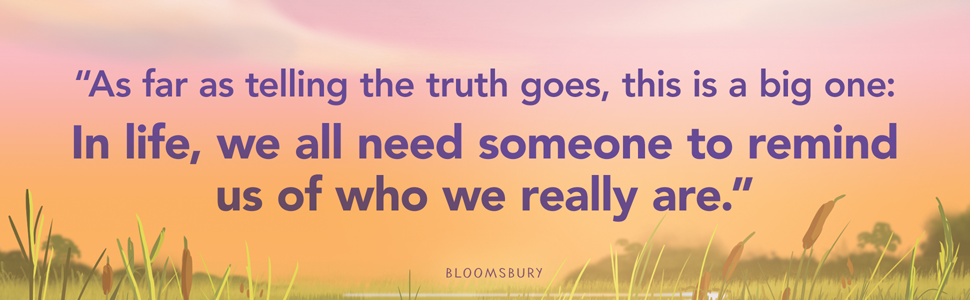 “As far as telling the truth goes, this is a big one:
In life, we all need someone to remind
us of who we really are.”
BLOOMSBURY